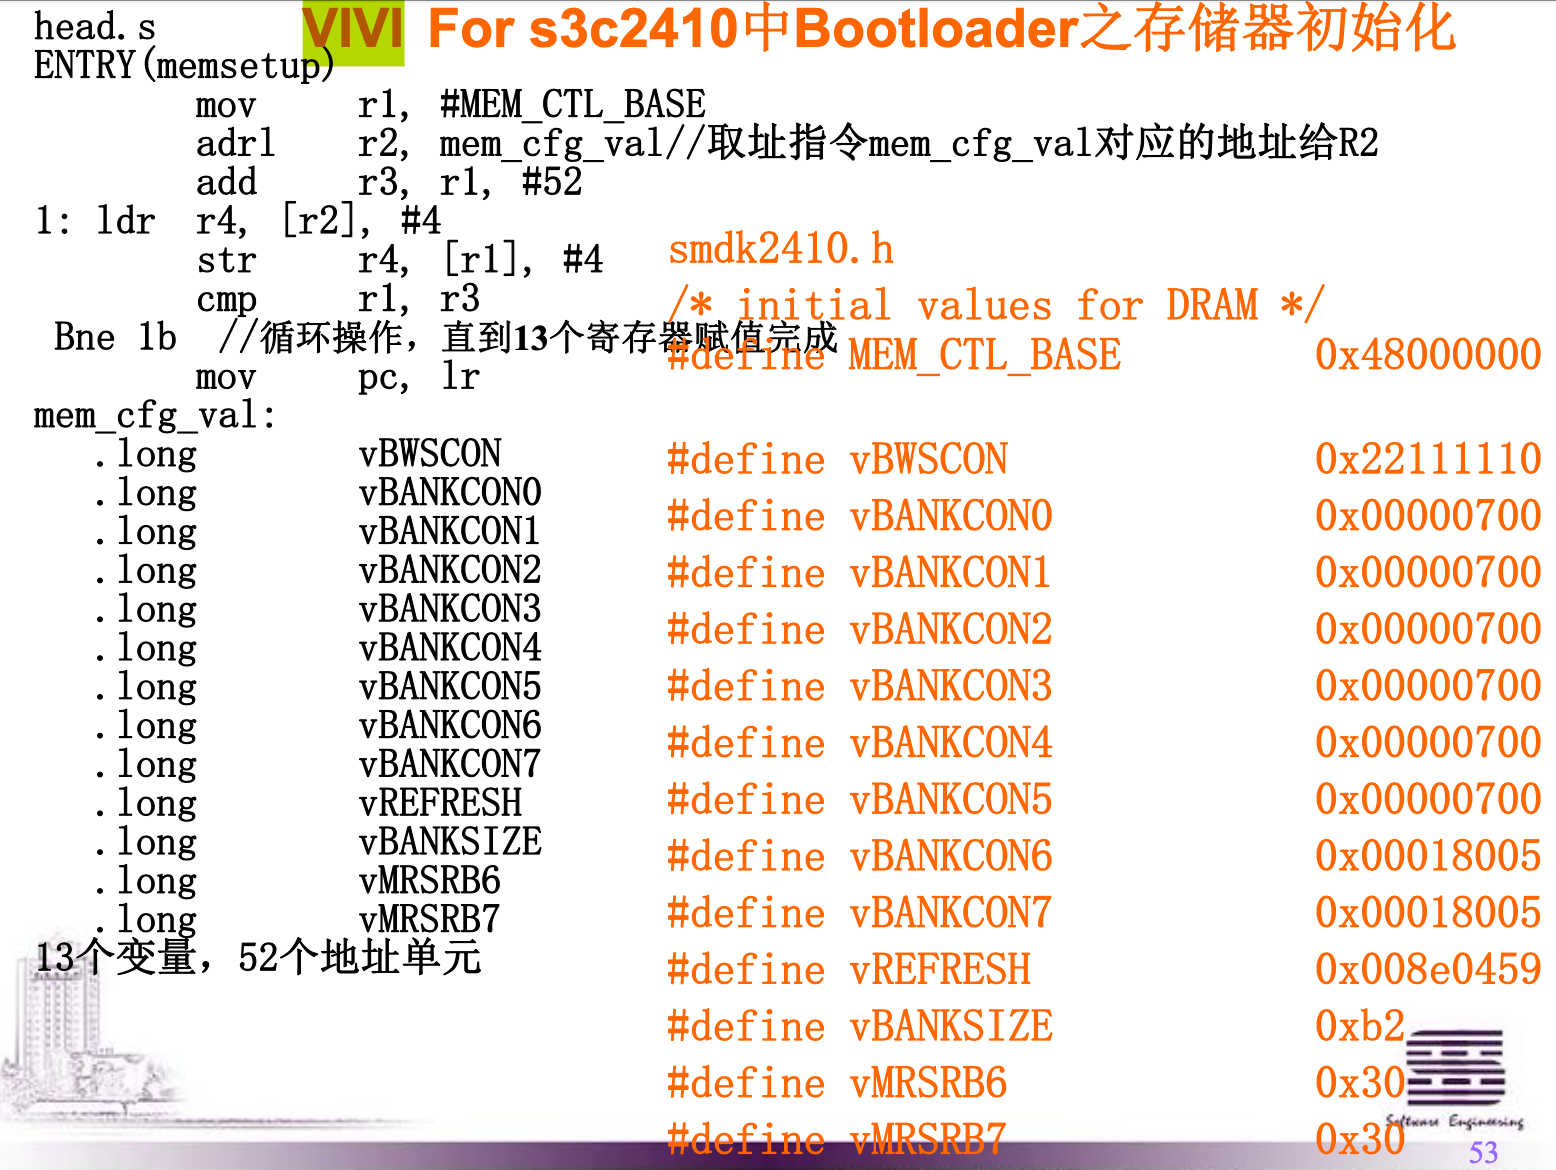 VIVI For s3c2410中Bootloader之存储器初始化
head.s
ENTRY(memsetup)
mov r1, #MEM_CTL_BASE
adrl r2, mem_cfg_val//取址指令mem_cfg_val对应的地址给R2
add r3, r1, #52
1: ldr r4, [r2], #4
str r4, [r1], #4
cmp r1, r3
Bne 1b //循环操作，直到13个寄存器赋值完成
mov pc, lr
mem_cfg_val:
.long vBWSCON
.long vBANKCON0
.long vBANKCON1
.long vBANKCON2
.long vBANKCON3
.long vBANKCON4
.long vBANKCON5
.long vBANKCON6
.long vBANKCON7
.long vREFRESH
.long vBANKSIZE
.long vMRSRB6
.long vMRSRB7
13个变量，52个地址单元
smdk2410.h
/* initial values for DRAM */
#define MEM_CTL_BASE 0x48000000
#define vBWSCON 0x22111110
#define vBANKCON0 0x00000700
#define vBANKCON1 0x00000700
#define vBANKCON2 0x00000700
#define vBANKCON3 0x00000700
#define vBANKCON4 0x00000700
#define vBANKCON5 0x00000700
#define vBANKCON6 0x00018005
#define vBANKCON7 0x00018005
#define vREFRESH 0x008e0459
#define vBANKSIZE 0xb2
#define vMRSRB6 0x30
#define vMRSRB7 0x30
Software Engineering
53